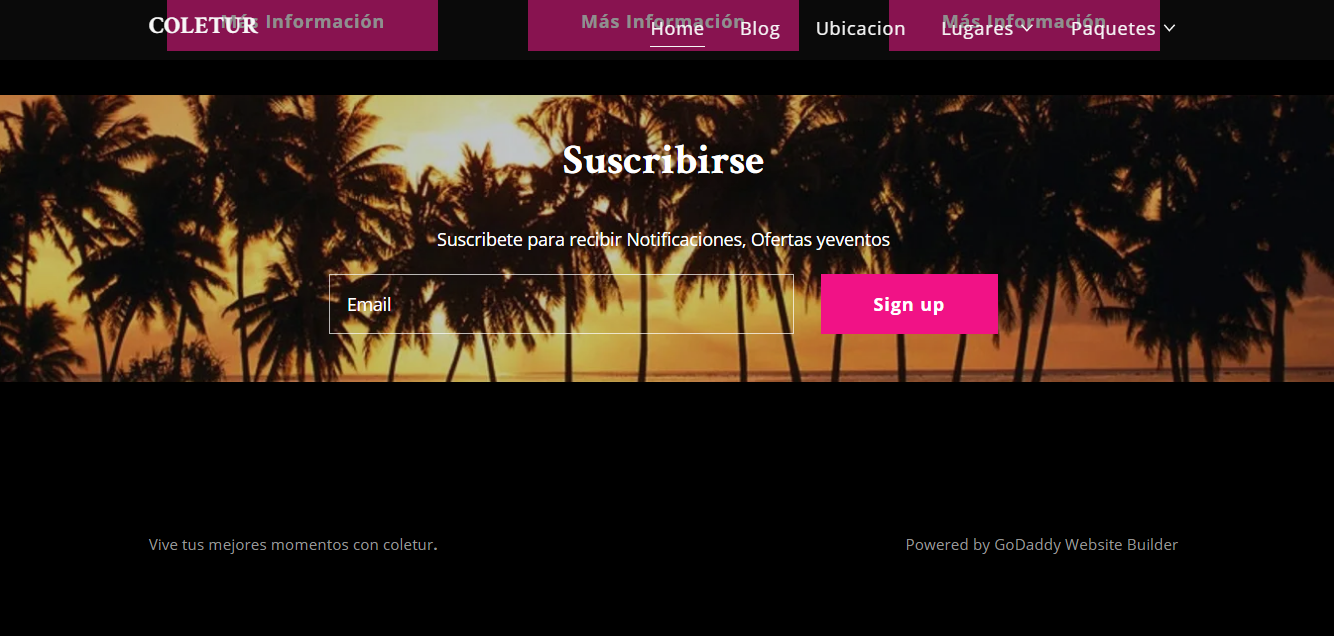 Más Información Más Información Más Información
COLETUR Home Blog Ubicacion Lugares Paquetes
Suscribirse
Suscribete para recibir Notificaciones, Ofertas yeventos
Email Sign up
Vive tus mejores momentos con coletur. Powered by GoDaddy Website Builder